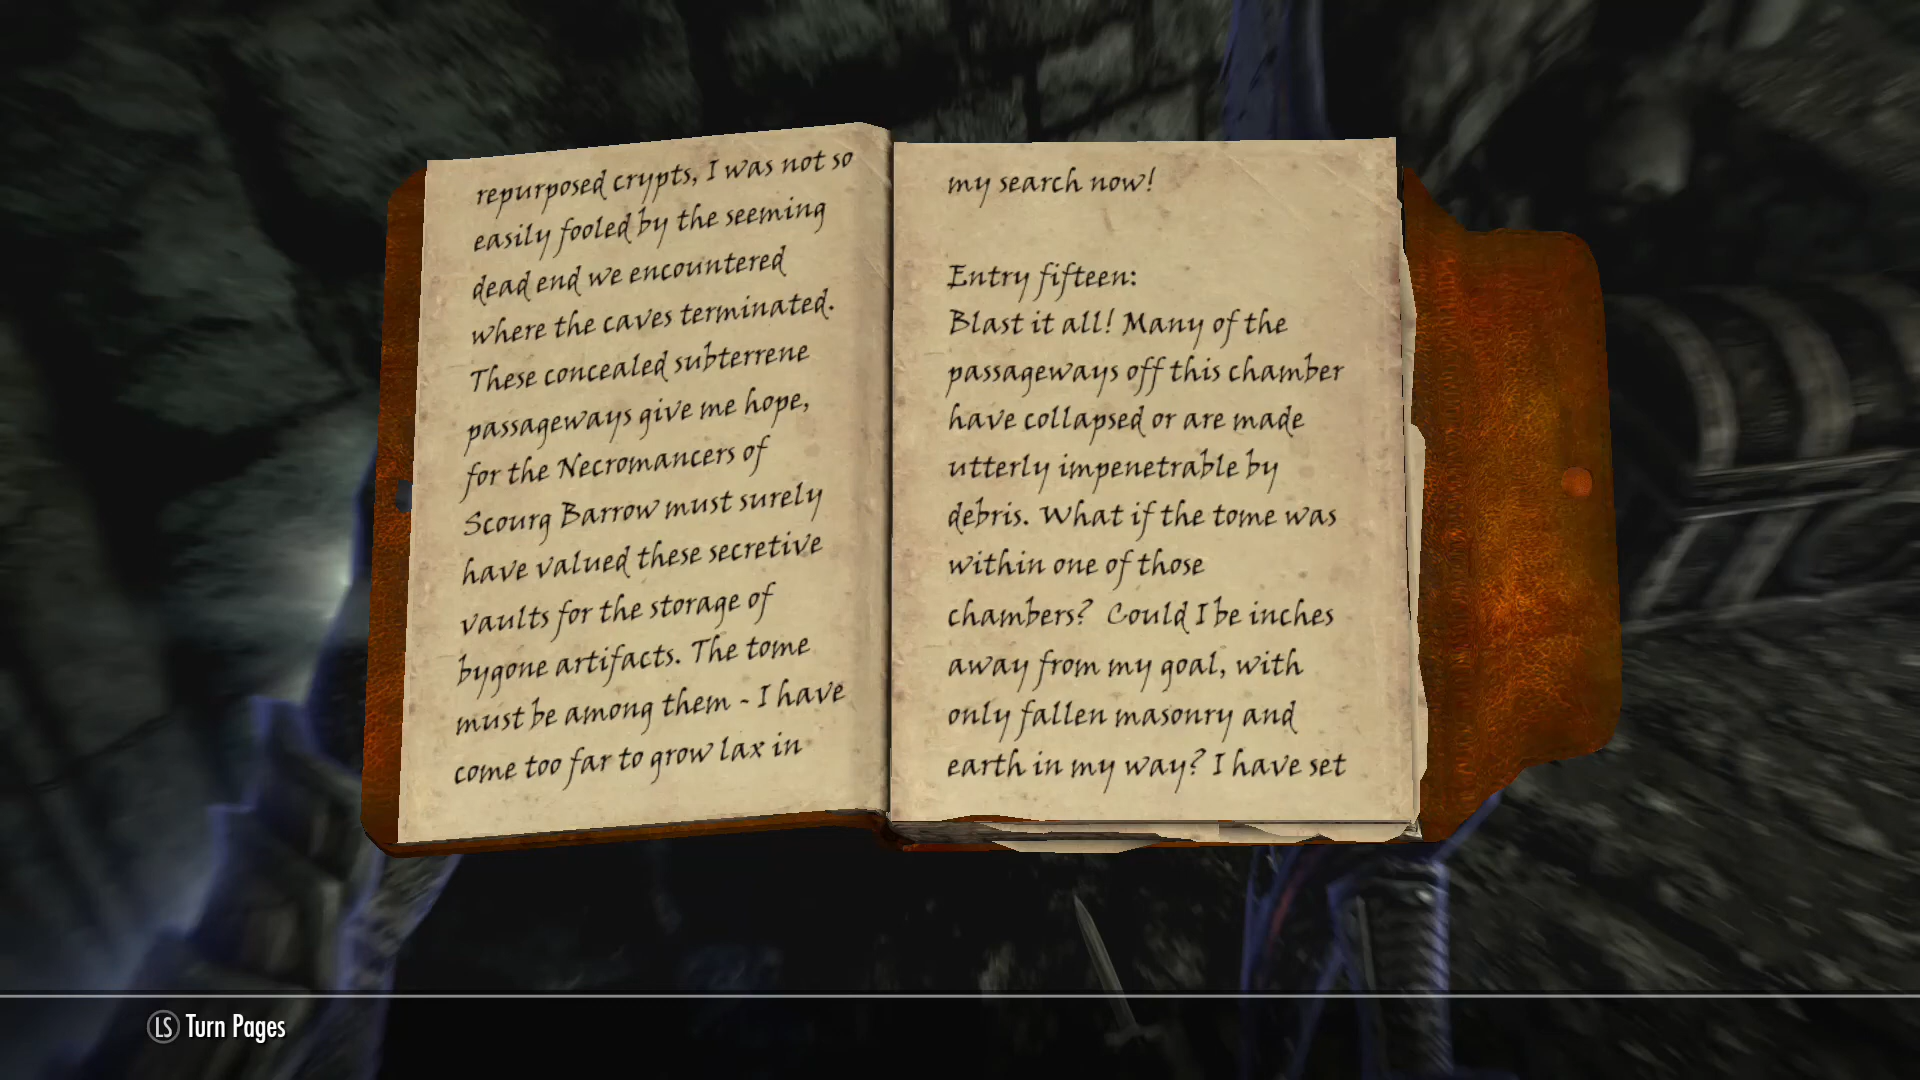 repurposed crypts, I was not so
easily fooled by the seeming
dead end we encountered
where the caves terminated.
These concealed subterrene
passageways give me hope,
for the Necromancers of
Scourg Barrow must surely
have valued these secretive
vaults for the storage of
bygone artifacts. The tome
must be among them - I have
come too far to grow lax in
my search now!
Entry fifteen:
Blast it all! Many of the
passageways off this chamber
have collapsed or are made
utterly impenetrable by
debris. What if the tome was
within one of those
chambers? Could I be inches
away from my goal, with
only fallen masonry and
earth in my way? I have set
LS Turn Pages